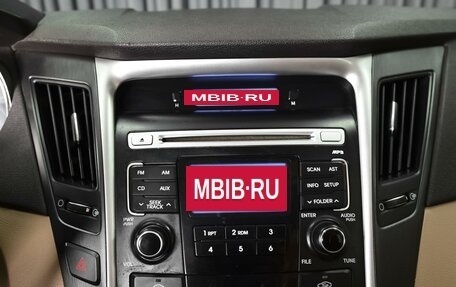 MBIB·RU
H M
MP3
FM AM
SCAN AST
CD AUX
MBIB·RU
INFO SETUP
SEEK TRACK
FOLDER
PWR PUSH
ENTER
AUDIO PUSH
1 RPT 2 RDM 3
4 5 6
VOL
TUNE